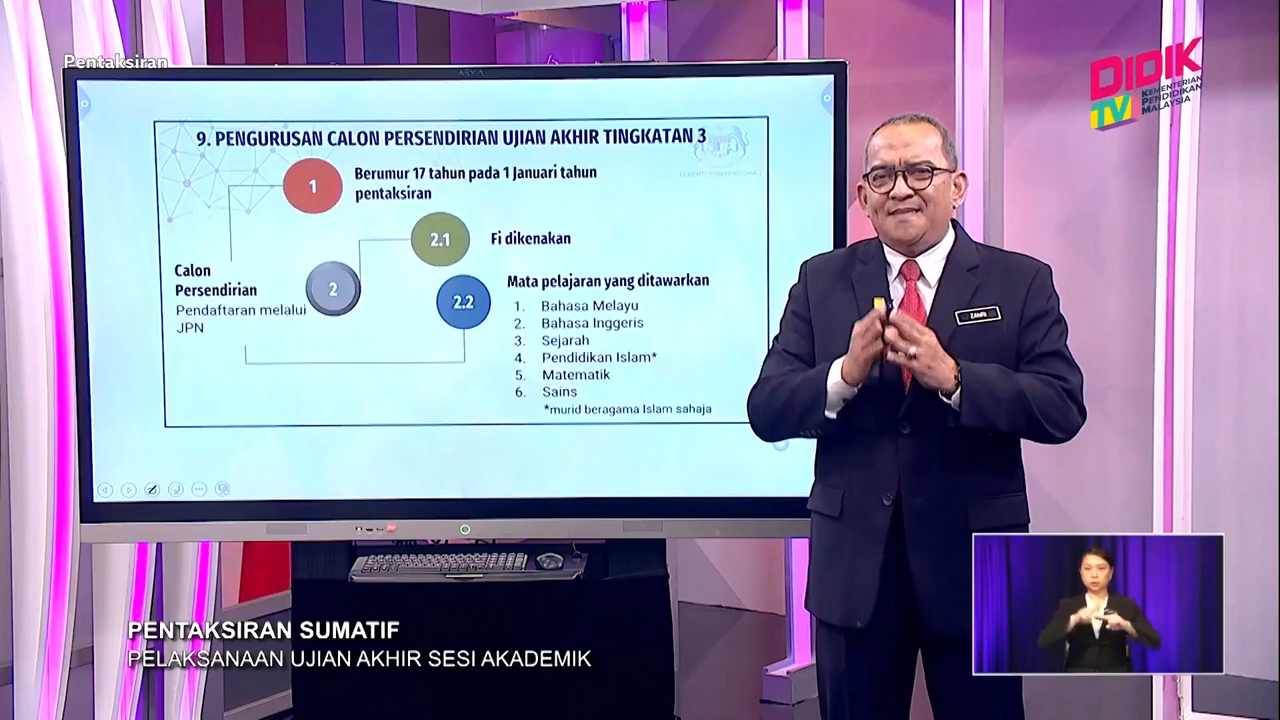 Pentaksiran
DIDIK
TV
KEMENTERIAN
PENDIDIKAN
MALAYSIA
9. PENGURUSAN CALON PERSENDIRIAN UJIAN AKHIR TINGKATAN 3
1
Berumur 17 tahun pada 1 Januari tahun
pentaksiran
2.1
Fi dikenakan
Calon
Persendirian
Pendaftaran melalui
JPN
2
2.2
Mata pelajaran yang ditawarkan
1. Bahasa Melayu
2. Bahasa Inggeris
3. Sejarah
4. Pendidikan Islam*
5. Matematik
6. Sains
*murid beragama Islam sahaja
ZAMRI
PENTAKSIRAN SUMATIF
PELAKSANAAN UJIAN AKHIR SESI AKADEMIK